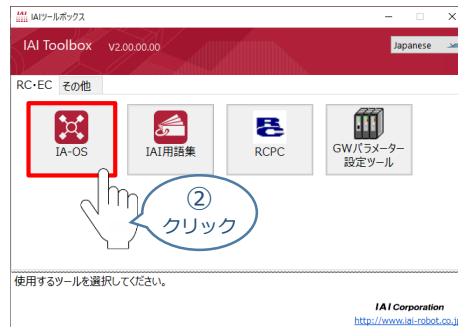 IAIツールボックス
IAI Toolbox V2.00.00.00
Japanese
RC・EC その他
IA-OS
IAI用語集
RCPC
GWパラメーター
設定ツール
②
クリック
使用するツールを選択してください。
IAI Corporation
http://www.iai-robot.co.jp